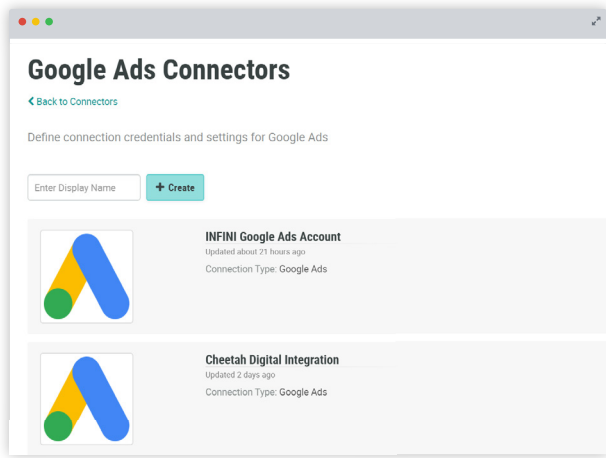 Google Ads Connectors
Back to Connectors
Define connection credentials and settings for Google Ads
Enter Display Name
+ Create
INFINI Google Ads Account
Updated about 21 hours ago
Connection Type: Google Ads
Cheetah Digital Integration
Updated 2 days ago
Connection Type: Google Ads